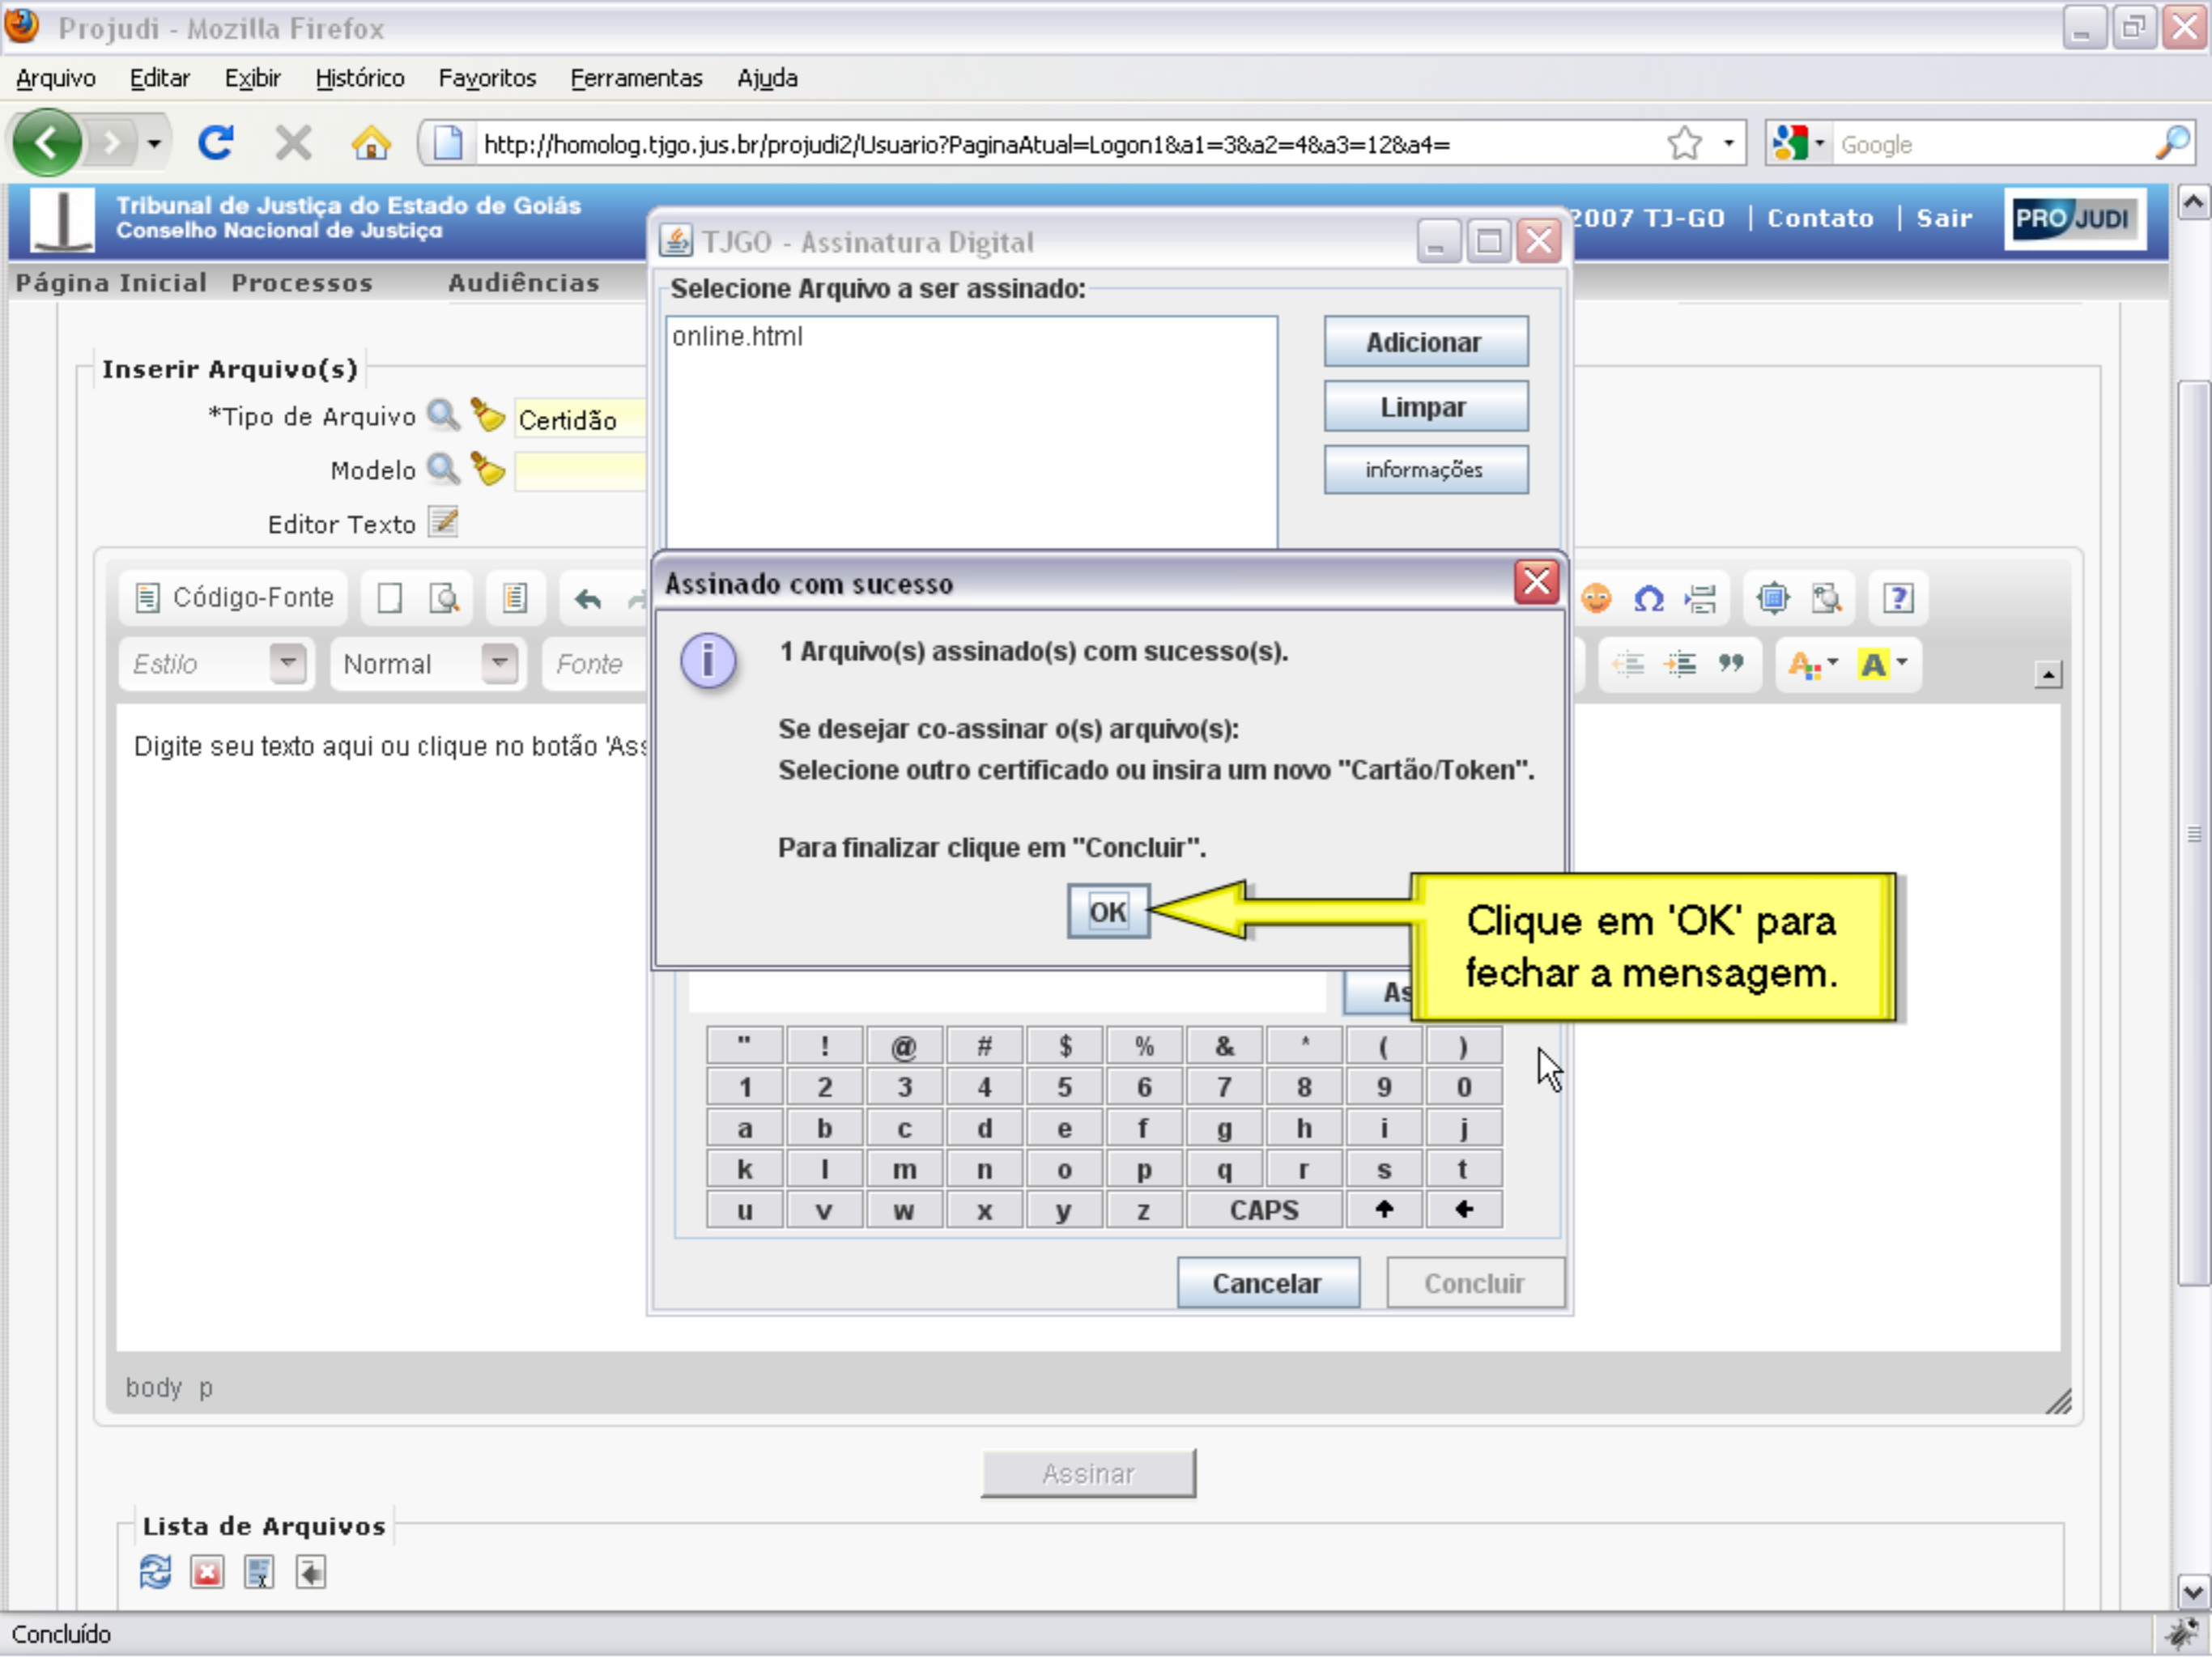 Projudi - Mozilla Firefox
Arquivo Editar Exibir Histórico Favoritos Ferramentas Ajuda
http://homolog.tjgo.jus.br/projudi2/Usuario?PaginaAtual=Logon1&a1=3&a2=4&a3=12&a4=
Google
Tribunal de Justiça do Estado de Goiás
Conselho Nacional de Justiça
2007 TJ-GO | Contato | Sair
PROJUDI
Página Inicial Processos Audiências
TJGO - Assinatura Digital
Selecione Arquivo a ser assinado:
online.html
Adicionar
Limpar
informações
Inserir Arquivo(s)
*Tipo de Arquivo Certidão
Modelo
Editor Texto
Código-Fonte
Estilo Normal Fonte
Digite seu texto aqui ou clique no botão 'Ass
Assinado com sucesso
1 Arquivo(s) assinado(s) com sucesso(s).
Se desejar co-assinar o(s) arquivo(s):
Selecione outro certificado ou insira um novo "Cartão/Token".
Para finalizar clique em "Concluir".
OK
Clique em 'OK' para
fechar a mensagem.
As
" ! @ # $ % & * ( )
1 2 3 4 5 6 7 8 9 0
a b c d e f g h i j
k l m n o p q r s t
u v w x y z CAPS
Cancelar Concluir
body p
Assinar
Lista de Arquivos
Concluído